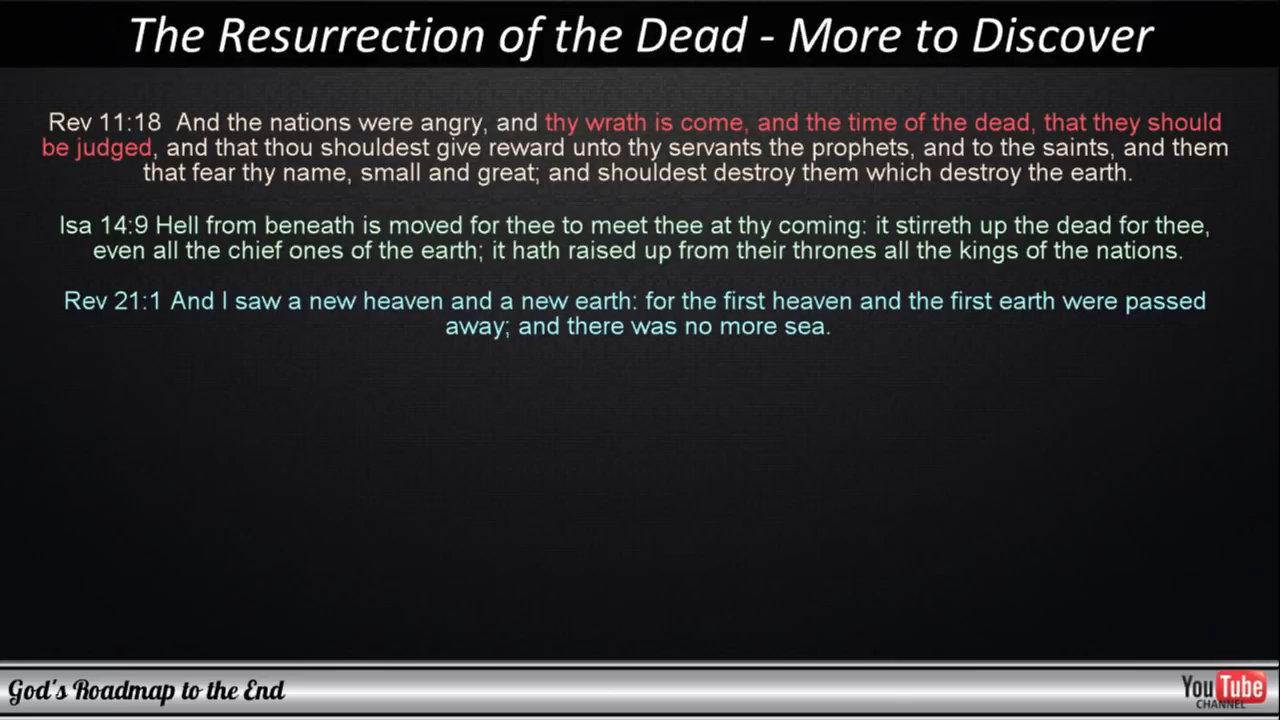 The Resurrection of the Dead - More to Discover
Rev 11:18  And the nations were angry, and thy wrath is come, and the time of the dead, that they should
be judged, and that thou shouldest give reward unto thy servants the prophets, and to the saints, and them
that fear thy name, small and great; and shouldest destroy them which destroy the earth.
Isa 14:9 Hell from beneath is moved for thee to meet thee at thy coming: it stirreth up the dead for thee,
even all the chief ones of the earth; it hath raised up from their thrones all the kings of the nations.
Rev 21:1 And I saw a new heaven and a new earth: for the first heaven and the first earth were passed
away; and there was no more sea.
God's Roadmap to the End
YouTube
CHANNEL